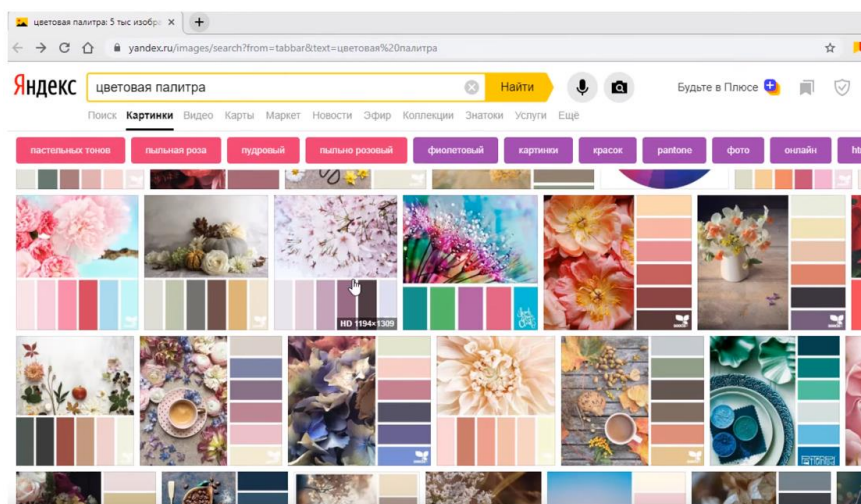 цветовая палитра: 5 тыс изобра
yandex.ru/images/search?from=tabbar&text=цветовая%20палитра
Яндекс цветовая палитра Найти Будьте в Плюсе
Поиск Картинки Видео Карты Маркет Новости Эфир Коллекции Знатоки Услуги Ещё
пастельных тонов пыльная роза пудровый пыльно розовый фиолетовый картинки красок pantone фото онлайн
HD 1194×1309